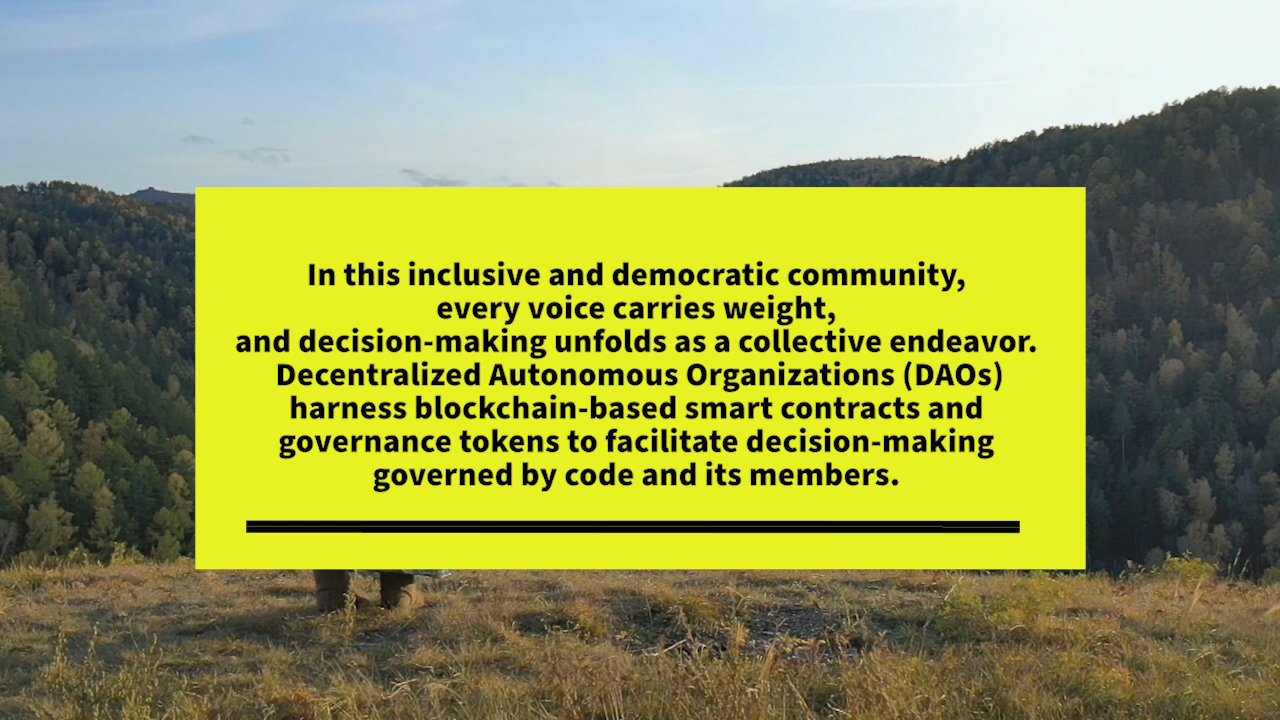 In this inclusive and democratic community,
every voice carries weight,
and decision-making unfolds as a collective endeavor.
Decentralized Autonomous Organizations (DAOs)
harness blockchain-based smart contracts and
governance tokens to facilitate decision-making
governed by code and its members.